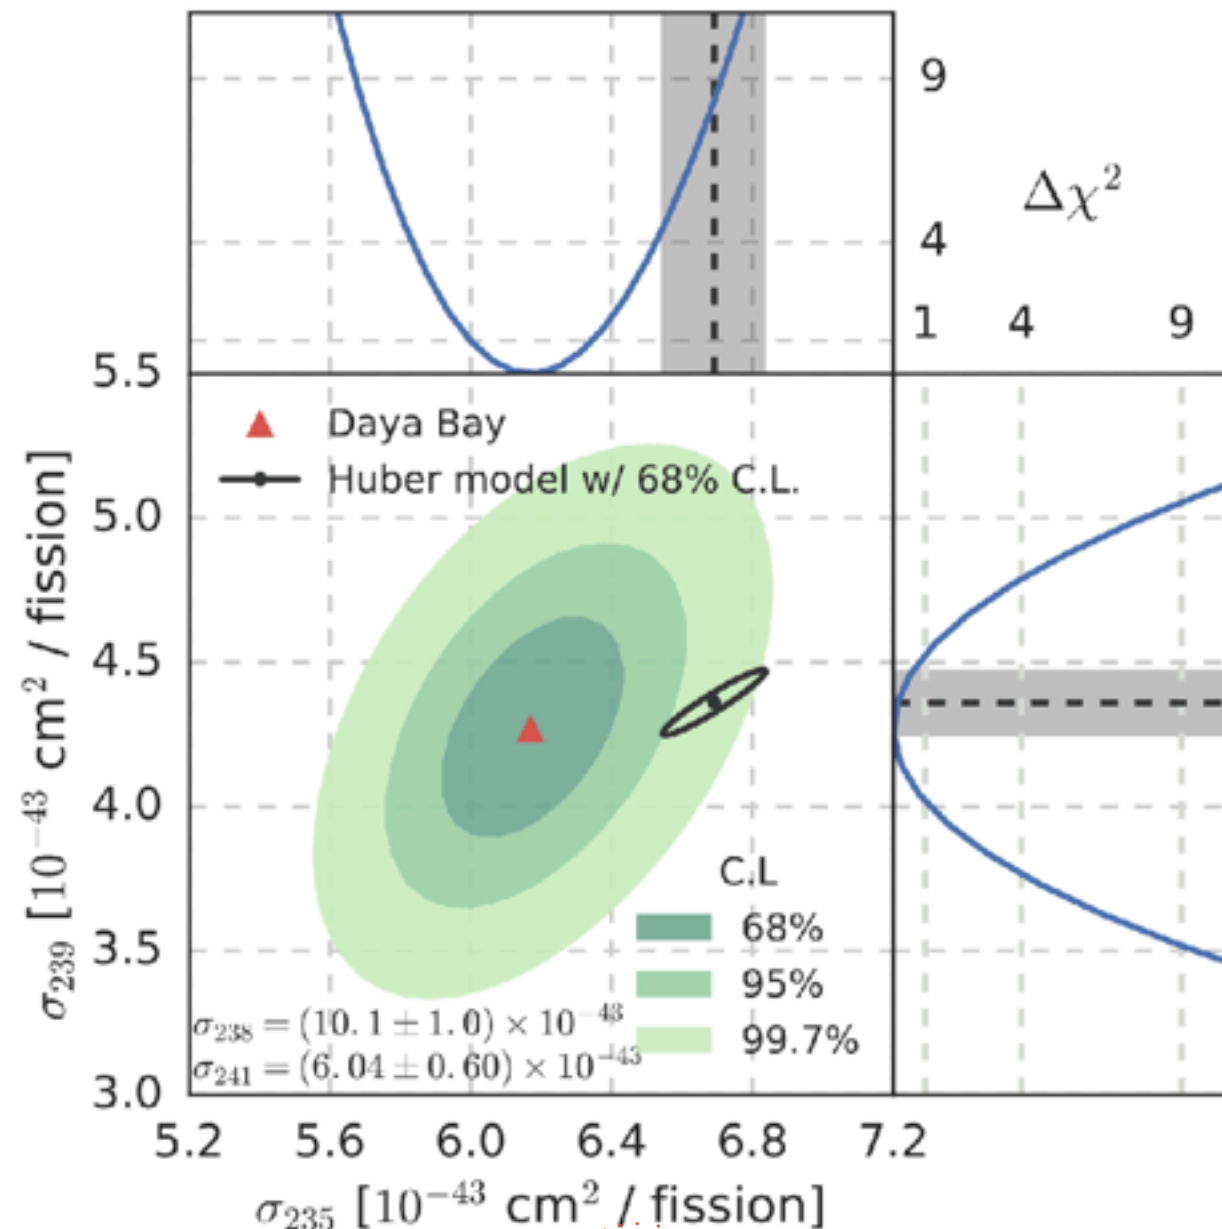 9
Δχ²
4
1 4 9
5.5
Daya Bay
Huber model w/ 68% C.L.
5.0
4.5
4.0
3.5
3.0
σ₂₃₉ [10⁻⁴³ cm² / fission]
C.L
68%
95%
99.7%
σ₂₃₈ = (10.1 ± 1.0) × 10⁻⁴³
σ₂₄₁ = (6.04 ± 0.60) × 10⁻⁴³
5.2 5.6 6.0 6.4 6.8 7.2
σ₂₃₅ [10⁻⁴³ cm² / fission]